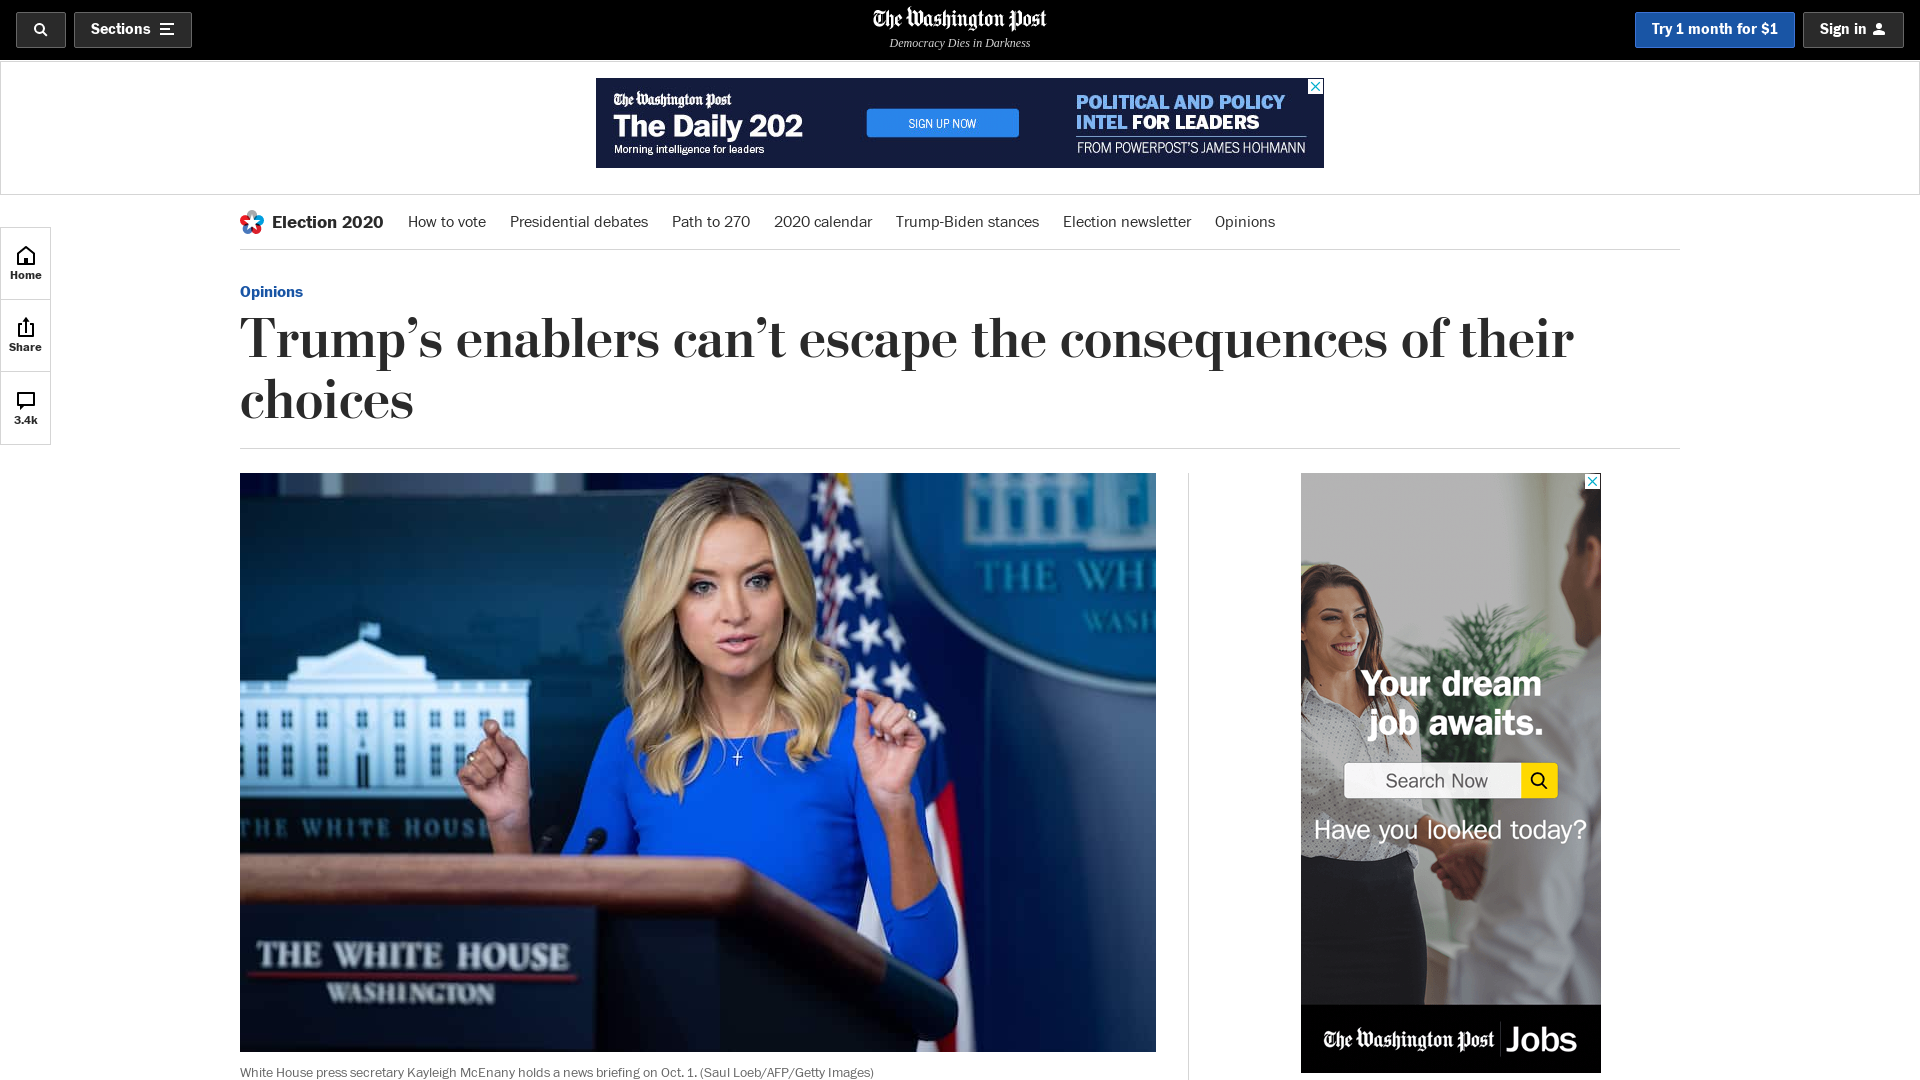 Sections
The Washington Post
Democracy Dies in Darkness
Try 1 month for $1
Sign in
The Washington Post
The Daily 202
Morning intelligence for leaders
SIGN UP NOW
POLITICAL AND POLICY
INTEL FOR LEADERS
FROM POWERPOST'S JAMES HOHMANN
Home
Share
3.4k
Election 2020
How to vote
Presidential debates
Path to 270
2020 calendar
Trump-Biden stances
Election newsletter
Opinions
Opinions
Trump’s enablers can’t escape the consequences of their
choices
THE WH
WASH
THE WHITE HOUS
THE WHITE HOUSE
WASHINGTON
White House press secretary Kayleigh McEnany holds a news briefing on Oct. 1. (Saul Loeb/AFP/Getty Images)
Your dream
job awaits.
Search Now
Have you looked today?
The Washington Post Jobs